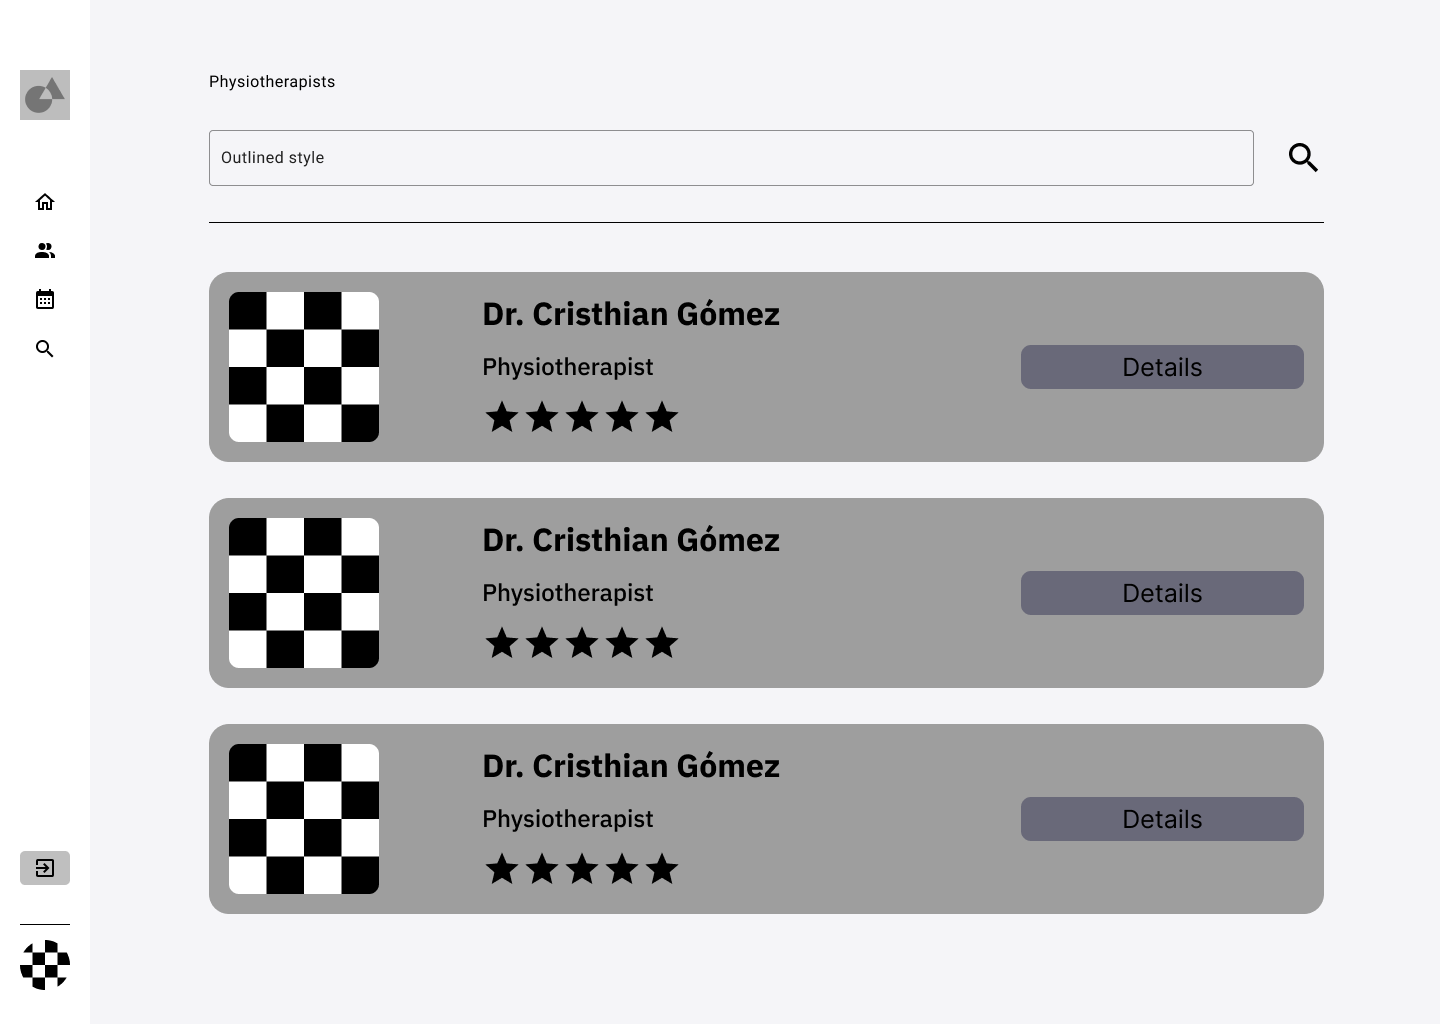 Physiotherapists
Outlined style
Dr. Cristhian Gómez
Physiotherapist
Details
Dr. Cristhian Gómez
Physiotherapist
Details
Dr. Cristhian Gómez
Physiotherapist
Details